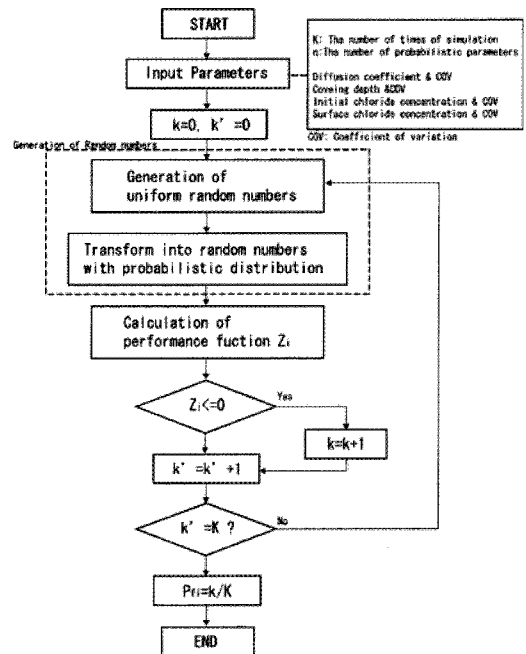 START
Input Parameters
K: The number of times of simulation
n:The number of probabilistic parameters
Diffusion coefficient & COV
Coveing depth &COV
Initial chloride concentration & COV
Surface chloride concentration & COV
COV: Coefficient of variation
k=0, k' =0
Generation of Random numbers
Generation of
uniform random numbers
Transform into random numbers
with probabilistic distribution
Calculation of
performance fuction Zi
Zi<=0
Yes
k=k+1
k' =k' +1
k' =K ?
No
Pfi=k/K
END